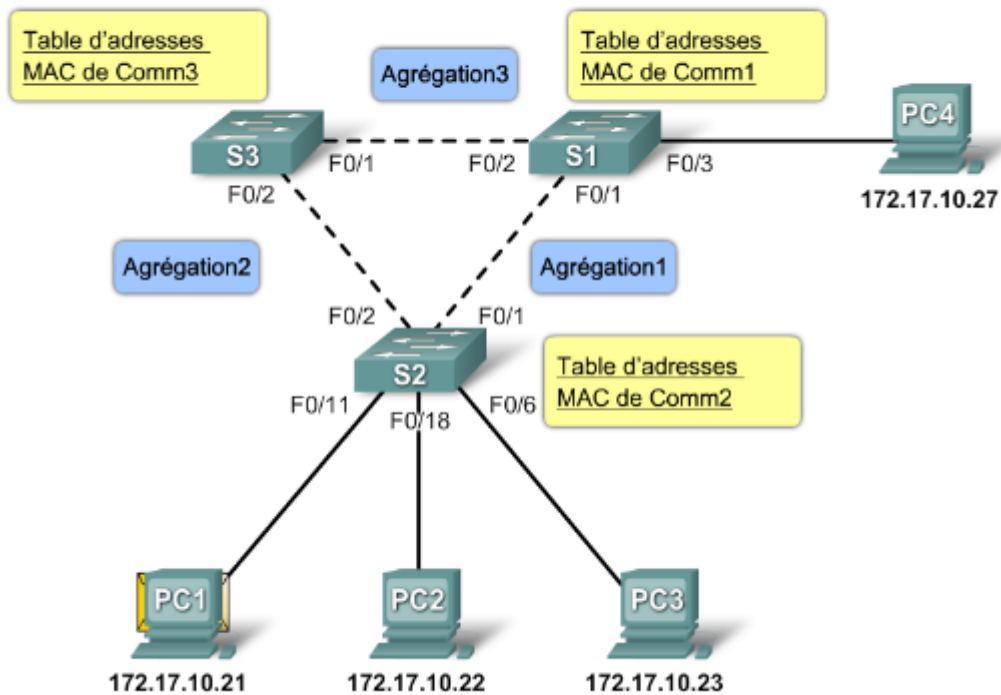 Table d'adresses
MAC de Comm3
Agrégation3
Table d'adresses
MAC de Comm1
PC4
S3
F0/1
F0/2
S1
F0/3
F0/2
F0/1
172.17.10.27
Agrégation2
Agrégation1
F0/2
F0/1
S2
Table d'adresses
MAC de Comm2
F0/11
F0/18
F0/6
PC1
PC2
PC3
172.17.10.21
172.17.10.22
172.17.10.23